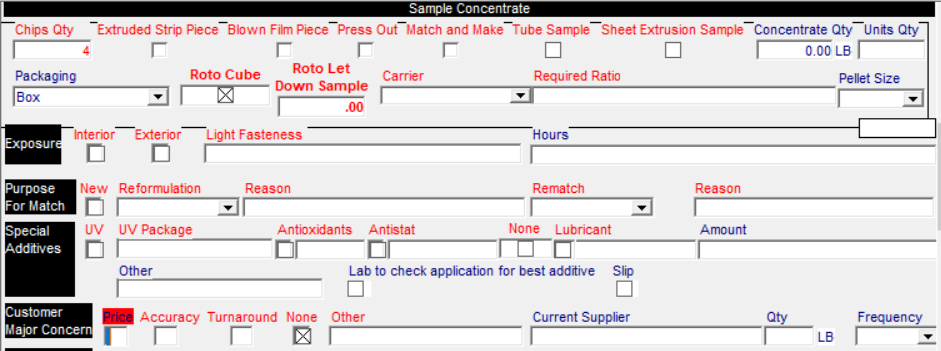 Sample Concentrate
Chips Qty Extruded Strip Piece Blown Film Piece Press Out Match and Make Tube Sample Sheet Extrusion Sample Concentrate Qty Units Qty
4 0.00 LB
Packaging Roto Cube Roto Let Down Sample Carrier Required Ratio Pellet Size
Box .00
Exposure Interior Exterior Light Fasteness Hours
Purpose For Match New Reformulation Reason Rematch Reason
Special Additives UV UV Package Antioxidants Antistat None Lubricant Amount
Other Lab to check application for best additive Slip
Customer Major Concern Price Accuracy Turnaround None Other Current Supplier Qty Frequency
LB